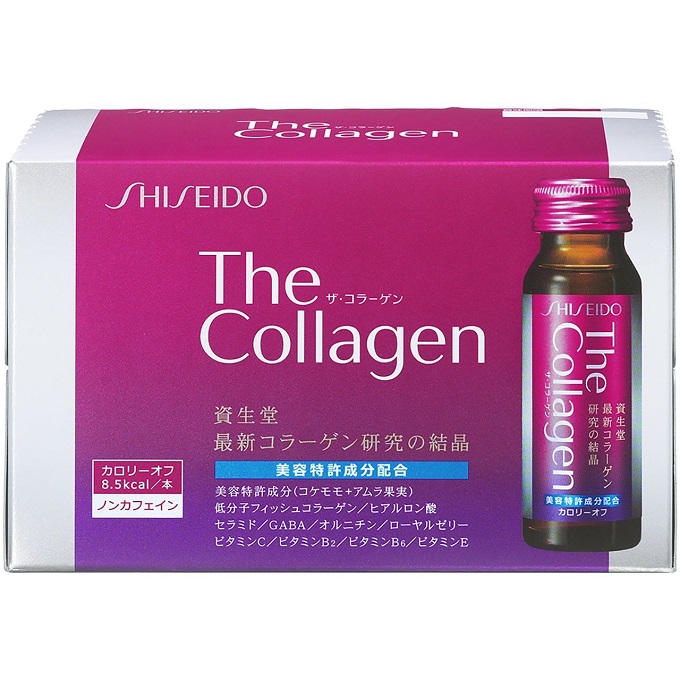 The
ザ・コラーゲン
Collagen
SHISEIDO
The
ザ・コラーゲン
Collagen
資生堂
最新コラーゲン研究の結晶
美容特許成分配合
美容特許成分(コケモモ+アムラ果実)
低分子フィッシュコラーゲン/ヒアルロン酸
セラミド/GABA/オルニチン/ローヤルゼリー
ビタミンC/ビタミンB2/ビタミンB6/ビタミンE
カロリーオフ
8.5kcal/本
ノンカフェイン
SHISEIDO
The
Collagen
ザ・コラーゲン
資生堂
最新コラーゲン
研究の結晶
美容特許成分配合
カロリーオフ